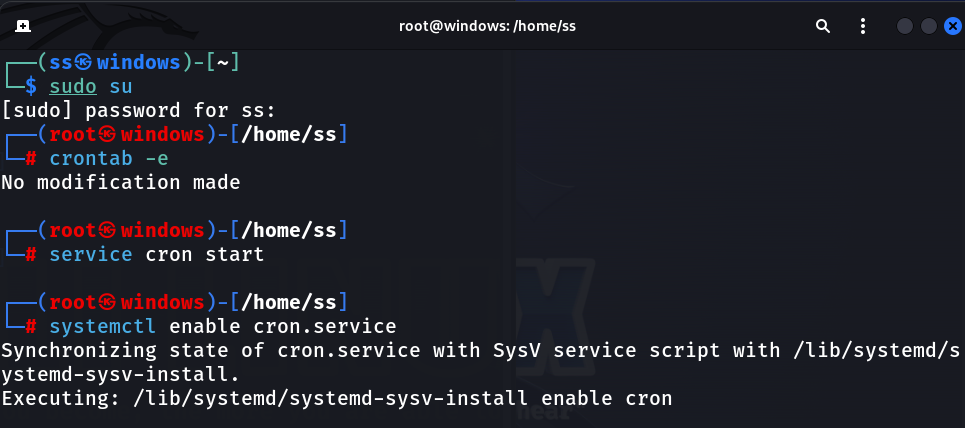 root@windows: /home/ss
┌──(ss㉿windows)-[~]
└─$ sudo su
[sudo] password for ss:
┌──(root㉿windows)-[/home/ss]
└─# crontab -e
No modification made
┌──(root㉿windows)-[/home/ss]
└─# service cron start
┌──(root㉿windows)-[/home/ss]
└─# systemctl enable cron.service
Synchronizing state of cron.service with SysV service script with /lib/systemd/s
ystemd-sysv-install.
Executing: /lib/systemd/systemd-sysv-install enable cron